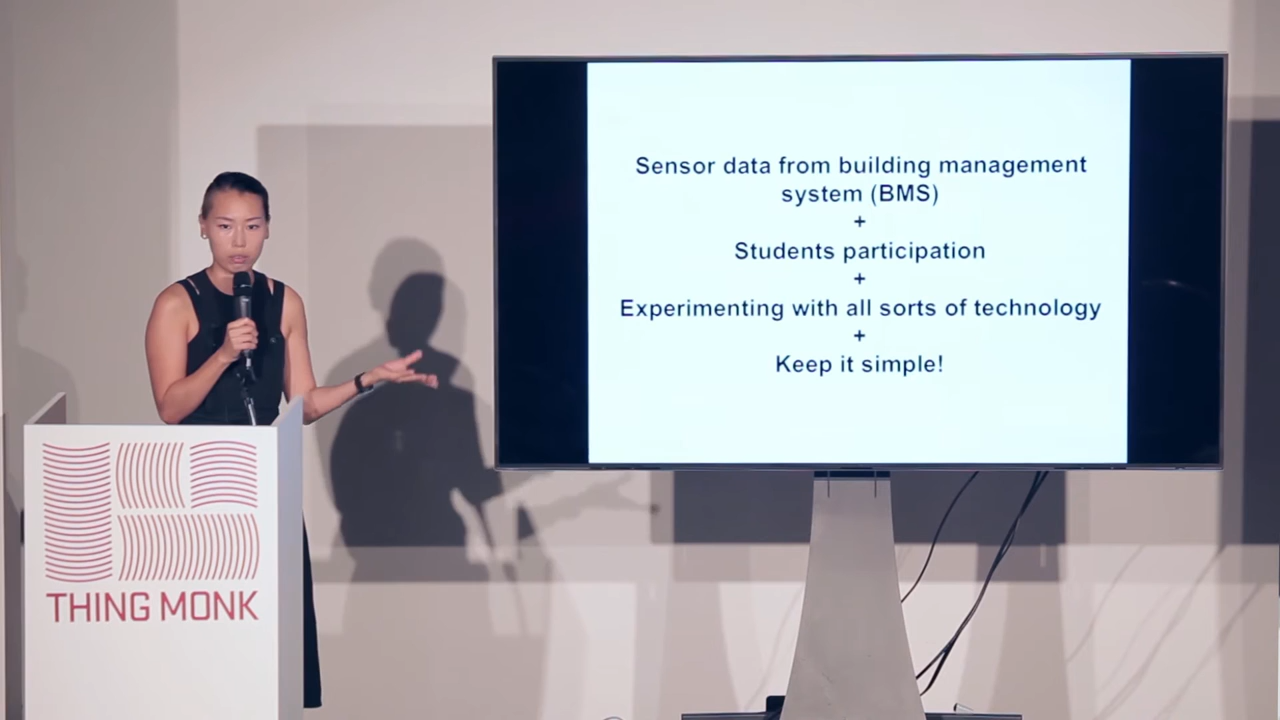 Sensor data from building management
system (BMS)
+
Students participation
+
Experimenting with all sorts of technology
+
Keep it simple!
THING MONK